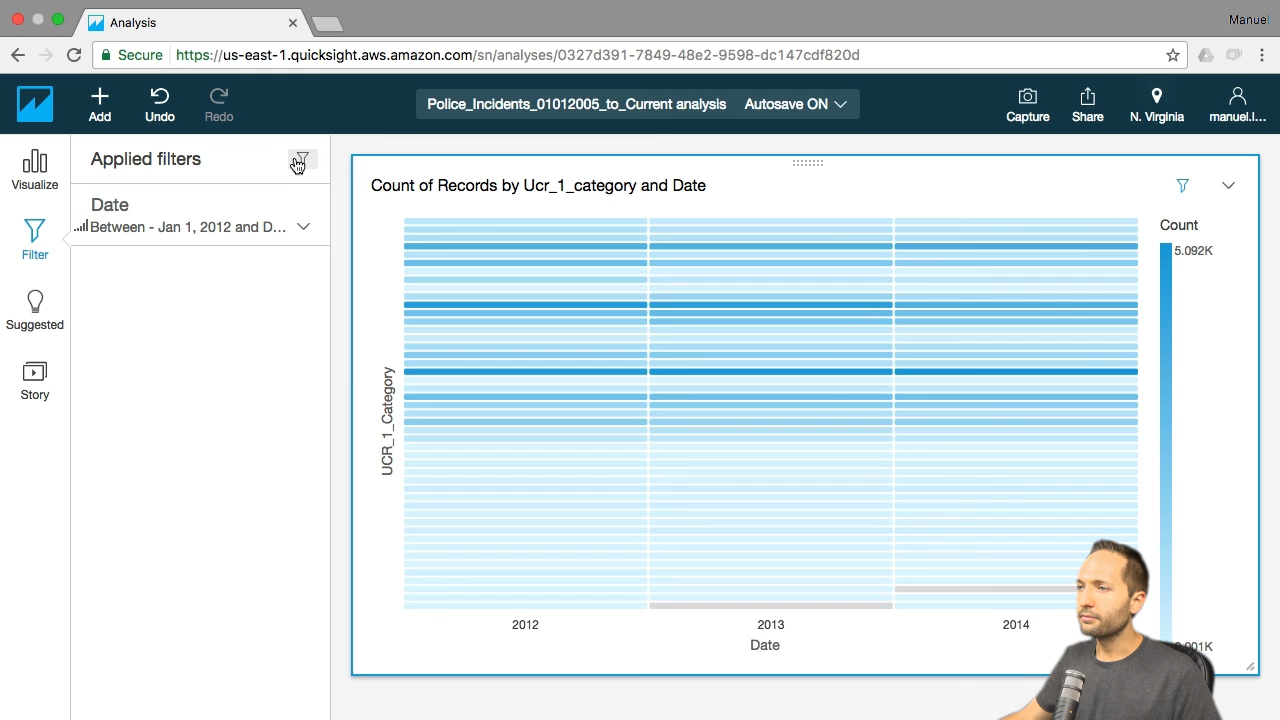 Analysis
Manuel
Secure
https://us-east-1.quicksight.aws.amazon.com/sn/analyses/0327d391-7849-48e2-9598-dc147cdf820d
Add
Undo
Redo
Police_Incidents_01012005_to_Current analysis
Autosave ON
Capture
Share
N. Virginia
manuel.l...
Visualize
Filter
Suggested
Story
Applied filters
Date
Between - Jan 1, 2012 and D...
Count of Records by Ucr_1_category and Date
Count
5.092K
UCR_1_Category
2012
2013
2014
Date